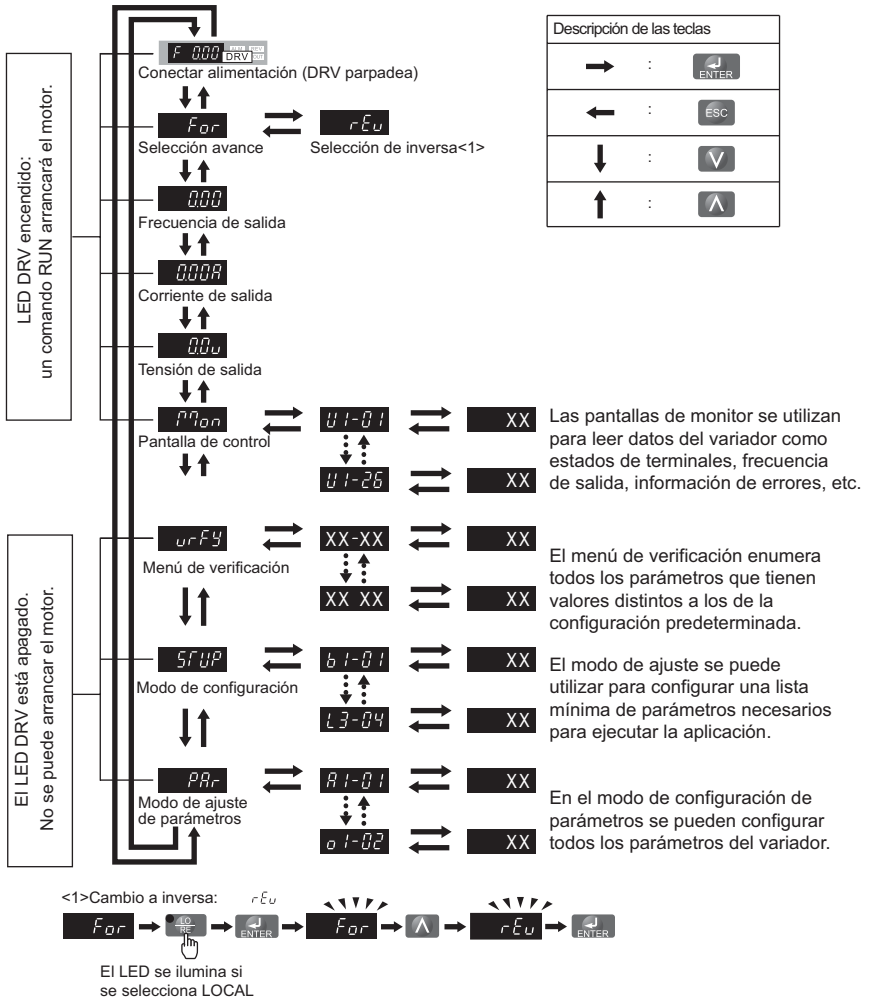 F 0.00 ALM REV DRV OUT
Conectar alimentación (DRV parpadea)
For rEv
Selección avance Selección de inversa<1>
0.00
Frecuencia de salida
0.00A
Corriente de salida
0.0v
Tensión de salida
Mon U1-01 XX
Pantalla de control
U1-26 XX
Las pantallas de monitor se utilizan
para leer datos del variador como
estados de terminales, frecuencia
de salida, información de errores, etc.
LED DRV encendido:
un comando RUN arrancará el motor.
Descripción de las teclas
: ENTER
: ESC
: V
: Λ
vrFY XX-XX XX
Menú de verificación
XX XX XX
El menú de verificación enumera
todos los parámetros que tienen
valores distintos a los de la
configuración predeterminada.
STUP b1-01 XX
Modo de configuración
L3-04 XX
El modo de ajuste se puede
utilizar para configurar una lista
mínima de parámetros necesarios
para ejecutar la aplicación.
PAr A1-01 XX
Modo de ajuste
de parámetros
o1-02 XX
En el modo de configuración de
parámetros se pueden configurar
todos los parámetros del variador.
El LED DRV está apagado.
No se puede arrancar el motor.
<1>Cambio a inversa: rEv
For LO RE ENTER For Λ rEv ENTER
El LED se ilumina si
se selecciona LOCAL